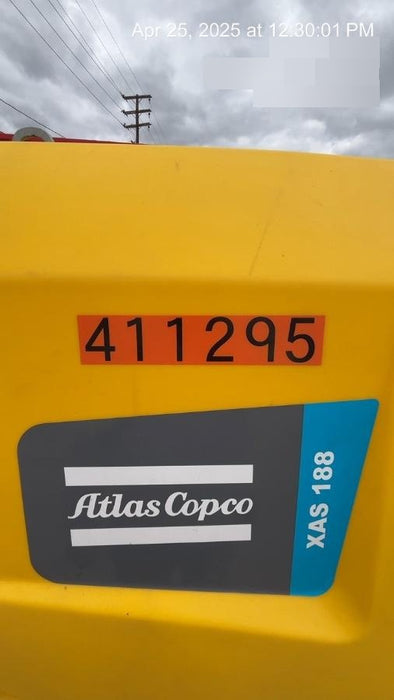 Apr 25, 2025 at 12:30:01 PM
411295
Atlas Copco
XAS 188